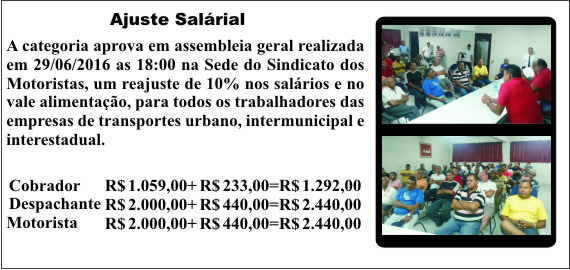 Ajuste Salárial
A categoria aprova em assembleia geral realizada
em 29/06/2016 as 18:00 na Sede do Sindicato dos
Motoristas, um reajuste de 10% nos salários e no
vale alimentação, para todos os trabalhadores das
empresas de transportes urbano, intermunicipal e
interestadual.
Cobrador R$ 1.059,00+ R$ 233,00=R$ 1.292,00
Despachante R$ 2.000,00+ R$ 440,00=R$ 2.440,00
Motorista R$ 2.000,00+ R$ 440,00=R$ 2.440,00